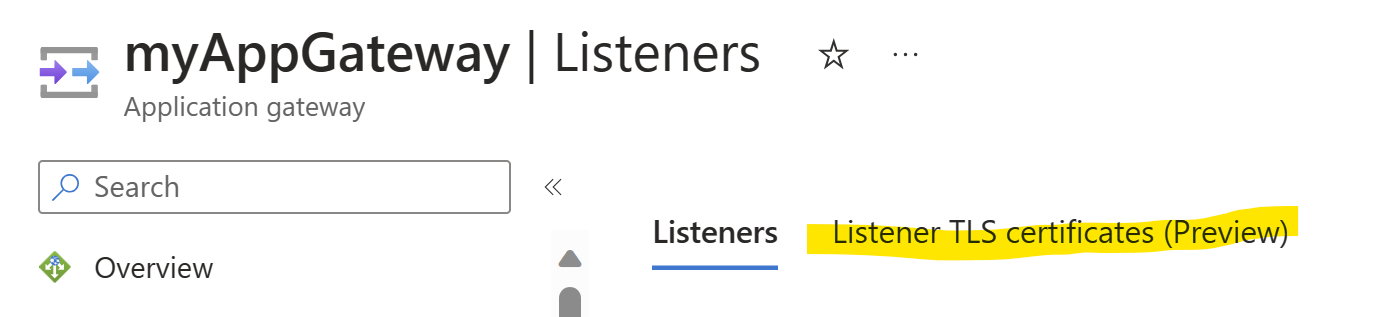 myAppGateway | Listeners
Application gateway
Search
Listeners Listener TLS certificates (Preview)
Overview